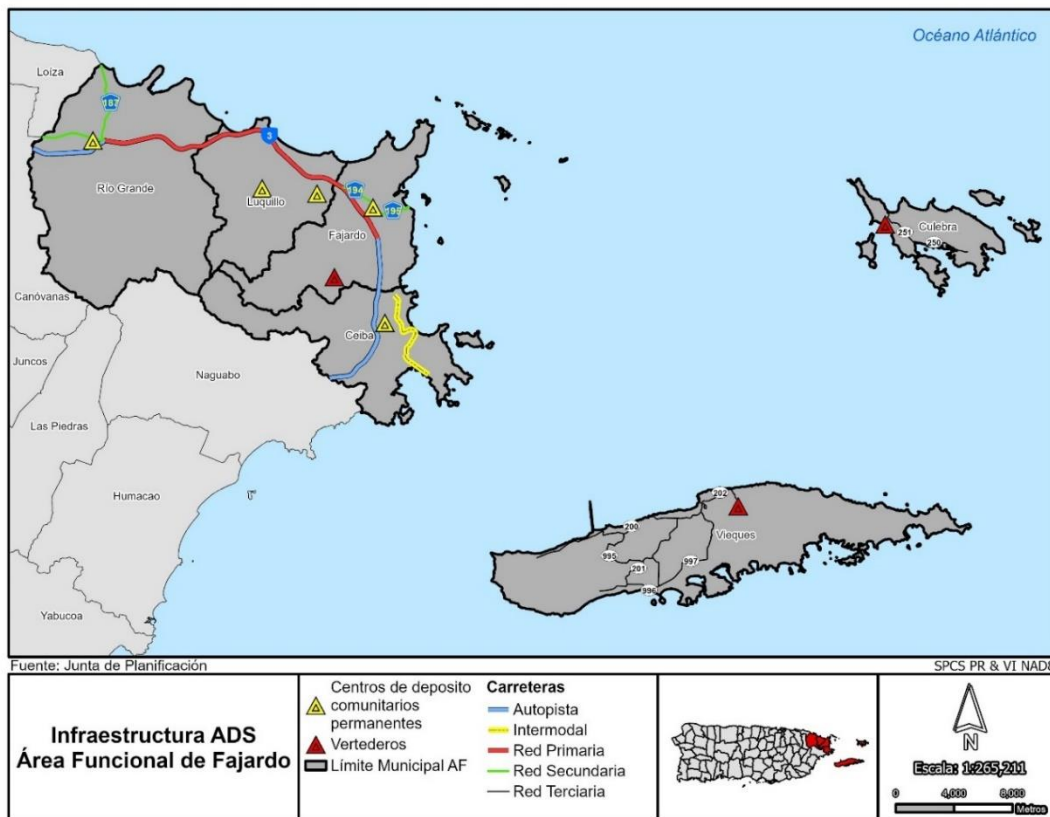 Océano Atlántico
Loíza
187
3
Río Grande
Luquillo
194
195
Fajardo
Culebra
251
250
Canóvanas
Ceiba
Juncos
Naguabo
Las Piedras
Humacao
202
Vieques
200
995
997
201
996
Yabucoa
Fuente: Junta de Planificación
SPCS PR & VI NAD8
Infraestructura ADS
Área Funcional de Fajardo
Centros de deposito
comunitarios
permanentes
Vertederos
Límite Municipal AF
Carreteras
Autopista
Intermodal
Red Primaria
Red Secundaria
Red Terciaria
N
Escala: 1:265,211
0 4,000 8,000
Metros